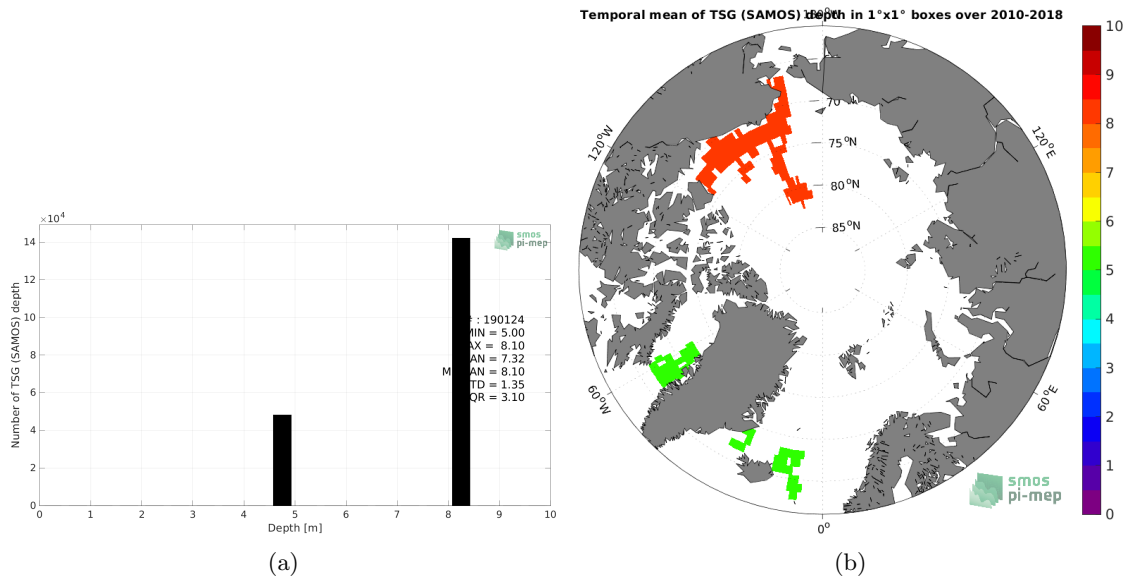 Temporal mean of TSG (SAMOS) depth in 1°x1° boxes over 2010-2018
×10⁴
14
12
10
8
6
4
2
0
Number of TSG (SAMOS) depth
smos
pi-mep
: 190124
MIN = 5.00
AX = 8.10
AN = 7.32
AN = 8.10
TD = 1.35
QR = 3.10
0 1 2 3 4 5 6 7 8 9 10
Depth [m]
(a)
120°W
60°W
0°
60°E
120°E
70
75°N
80°N
85°N
smos
pi-mep
10
9
8
7
6
5
4
3
2
1
0
(b)